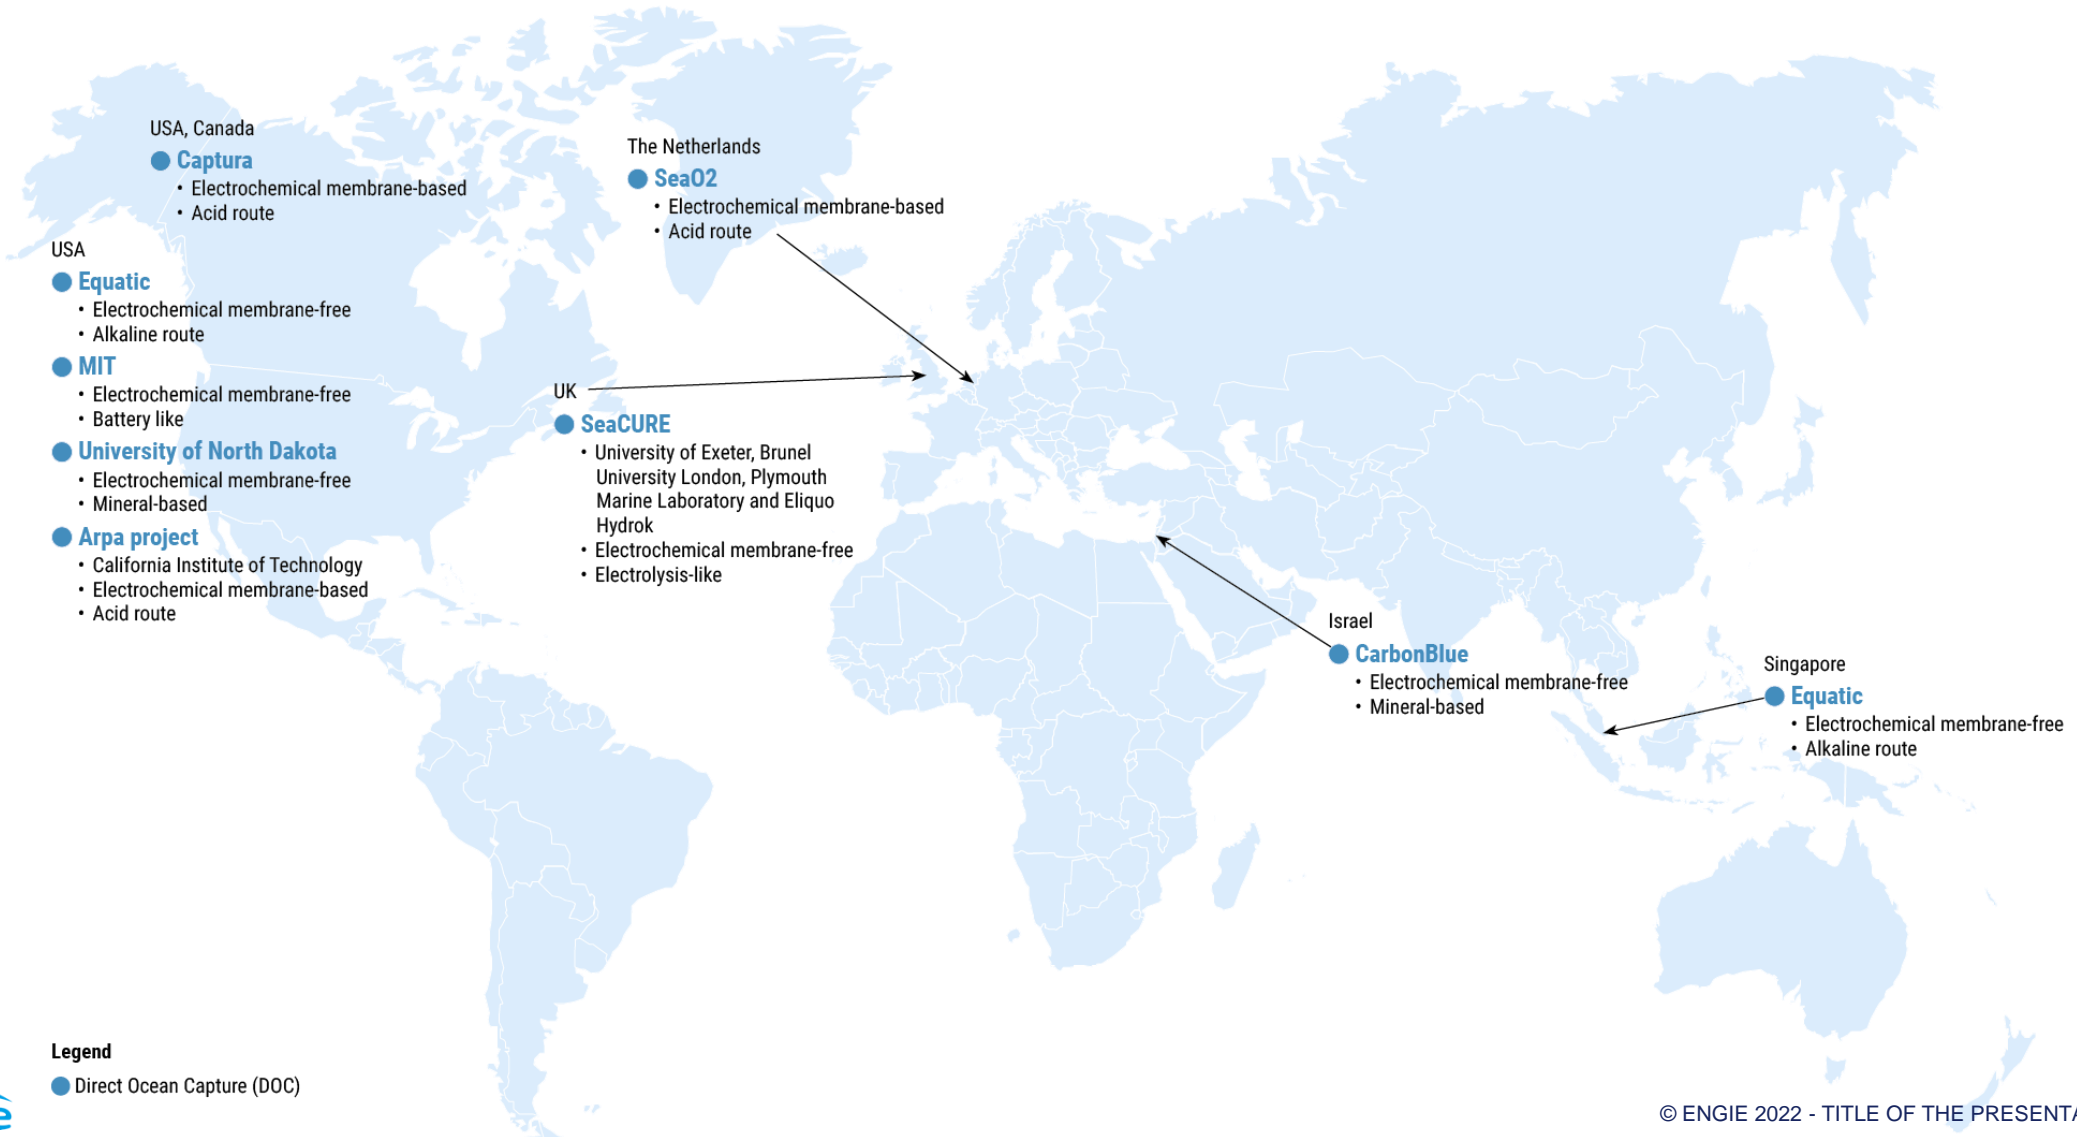 USA, Canada
Captura
• Electrochemical membrane-based
• Acid route
The Netherlands
SeaO2
• Electrochemical membrane-based
• Acid route
USA
Equatic
• Electrochemical membrane-free
• Alkaline route
MIT
• Electrochemical membrane-free
• Battery like
University of North Dakota
• Electrochemical membrane-free
• Mineral-based
Arpa project
• California Institute of Technology
• Electrochemical membrane-based
• Acid route
UK
SeaCURE
• University of Exeter, Brunel
University London, Plymouth
Marine Laboratory and Eliquo
Hydrok
• Electrochemical membrane-free
• Electrolysis-like
Israel
CarbonBlue
• Electrochemical membrane-free
• Mineral-based
Singapore
Equatic
• Electrochemical membrane-free
• Alkaline route
Legend
Direct Ocean Capture (DOC)
© ENGIE 2022 - TITLE OF THE PRESENTA